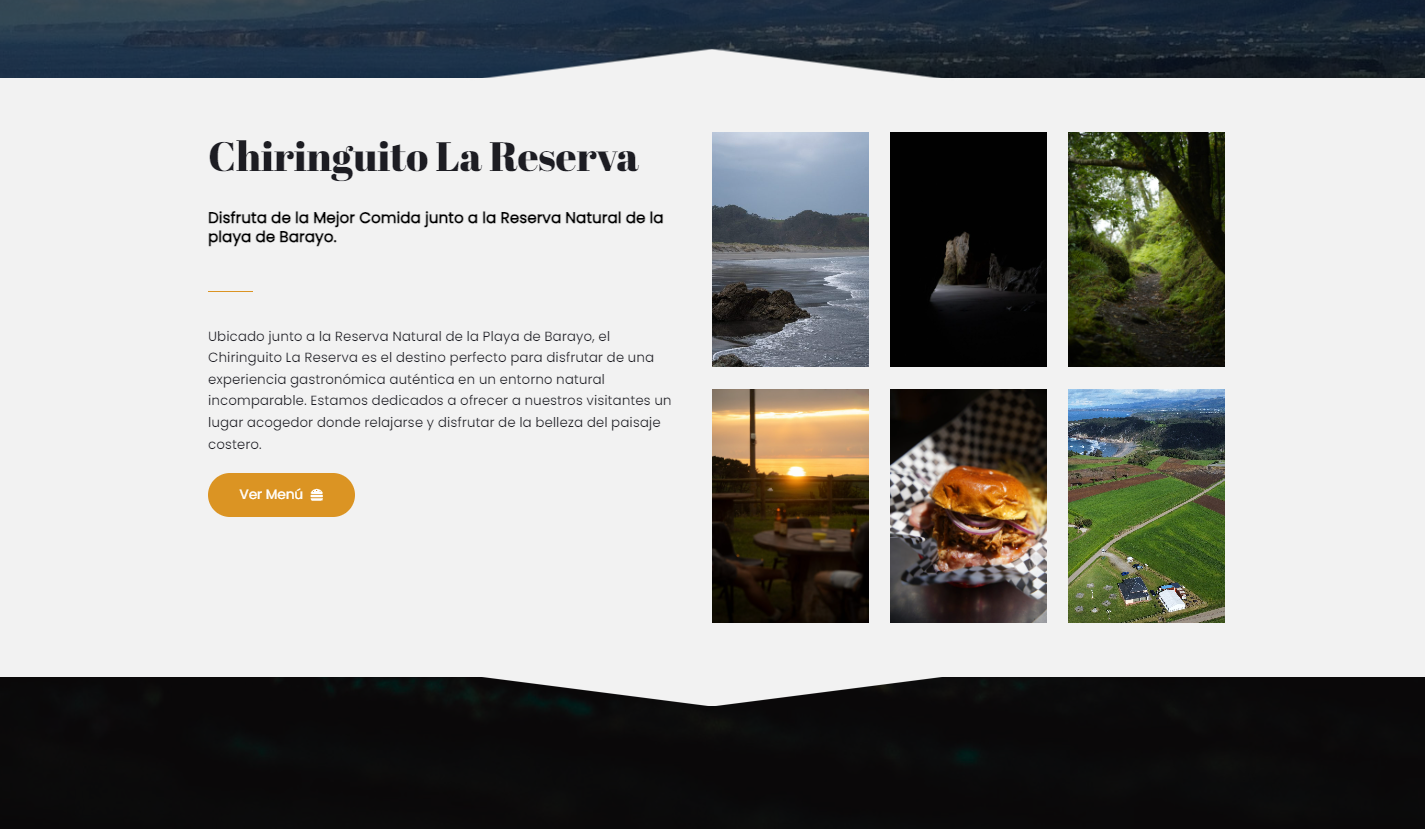 Chiringuito La Reserva
Disfruta de la Mejor Comida junto a la Reserva Natural de la
playa de Barayo.
Ubicado junto a la Reserva Natural de la Playa de Barayo, el
Chiringuito La Reserva es el destino perfecto para disfrutar de una
experiencia gastronómica auténtica en un entorno natural
incomparable. Estamos dedicados a ofrecer a nuestros visitantes un
lugar acogedor donde relajarse y disfrutar de la belleza del paisaje
costero.
Ver Menú